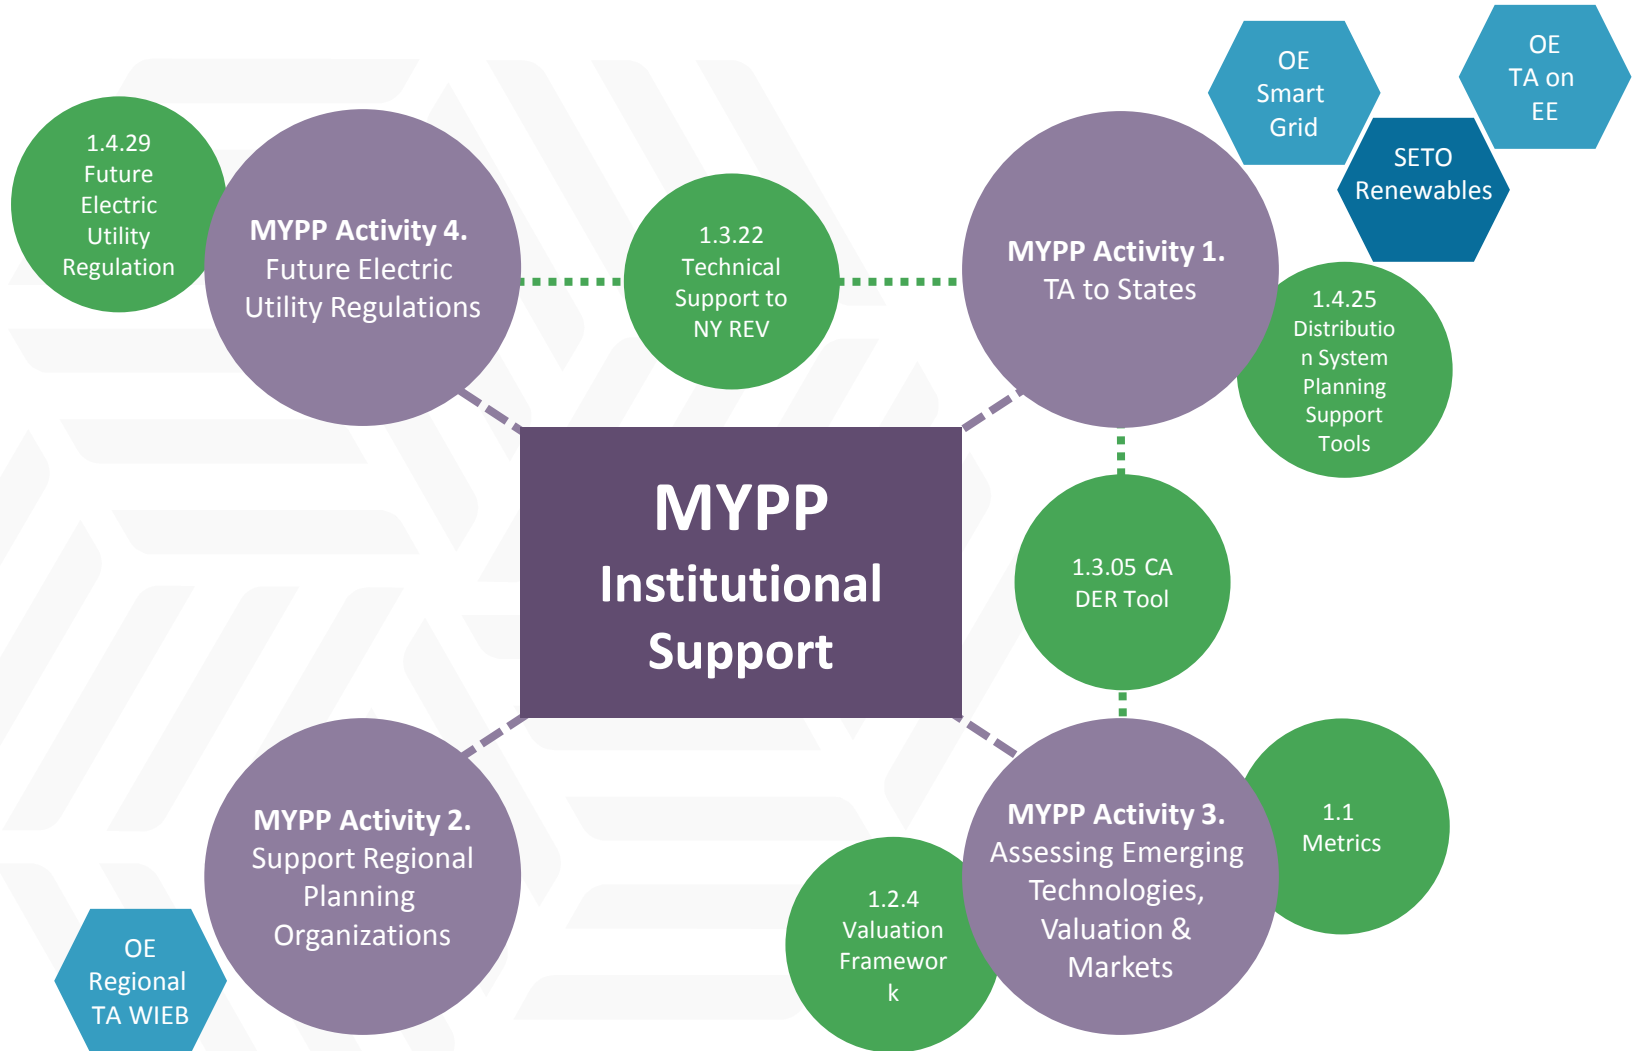 OE
Smart
Grid
OE
TA on
EE
SETO
Renewables
1.4.29
Future
Electric
Utility
Regulation
MYPP Activity 4.
Future Electric
Utility Regulations
1.3.22
Technical
Support to
NY REV
MYPP Activity 1.
TA to States
1.4.25
Distributio
n System
Planning
Support
Tools
MYPP
Institutional
Support
1.3.05 CA
DER Tool
MYPP Activity 2.
Support Regional
Planning
Organizations
OE
Regional
TA WIEB
1.2.4
Valuation
Framewor
k
MYPP Activity 3.
Assessing Emerging
Technologies,
Valuation &
Markets
1.1
Metrics